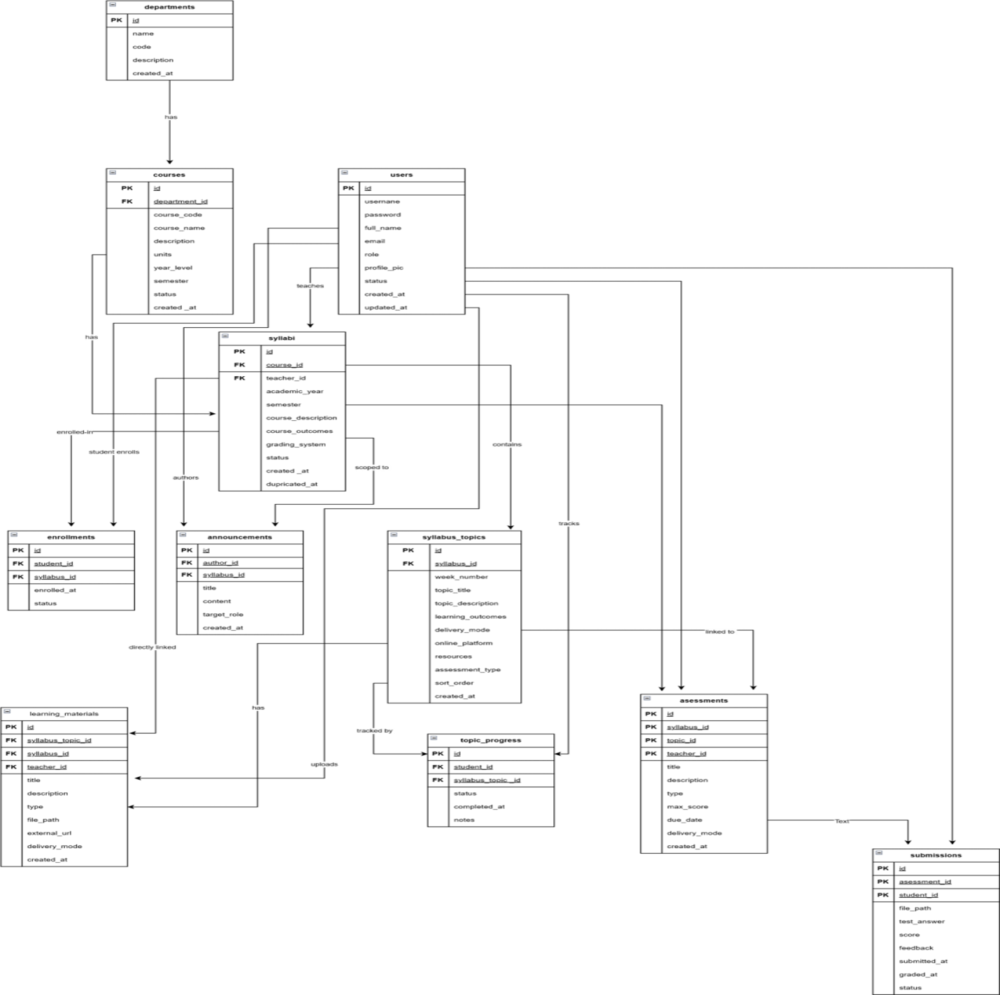 departments
PK id
name
code
description
created_at
has
courses
PK id
FK department_id
course_code
course_name
description
units
year_level
semester
status
created _at
users
PK id
username
password
full_name
email
role
profile_pic
status
created_at
updated_at
teaches
has
syllabi
PK id
FK course_id
FK teacher_id
academic_year
semester
course_description
course_outcomes
grading_system
status
created _at
dupricated_at
enrolled-in
student enrolls
authors
scoped to
contains
tracks
enrollments
PK id
FK student_id
FK syllabus_id
enrolled_at
status
announcements
PK id
FK author_id
FK syllabus_id
title
content
target_role
created_at
syllabus_topics
PK id
FK syllabus_id
week_number
topic_title
topic_description
learning_outcomes
delivery_mode
online_platform
resources
assessment_type
sort_order
created_at
linked to
directly linked
has
tracked by
uploads
learning_materials
PK id
FK syllabus_topic_id
FK syllabus_id
FK teacher_id
title
description
type
file_path
external_url
delivery_mode
created_at
topic_progress
PK id
FK student_id
FK syllabus_topic _id
status
completed_at
notes
asessments
PK id
PK syllabus_id
PK topic_id
PK teacher_id
title
description
type
max_score
due_date
delivery_mode
created_at
Text
submissions
PK id
PK asessment_id
PK student_id
file_path
test_answer
score
feedback
submitted_at
graded_at
status